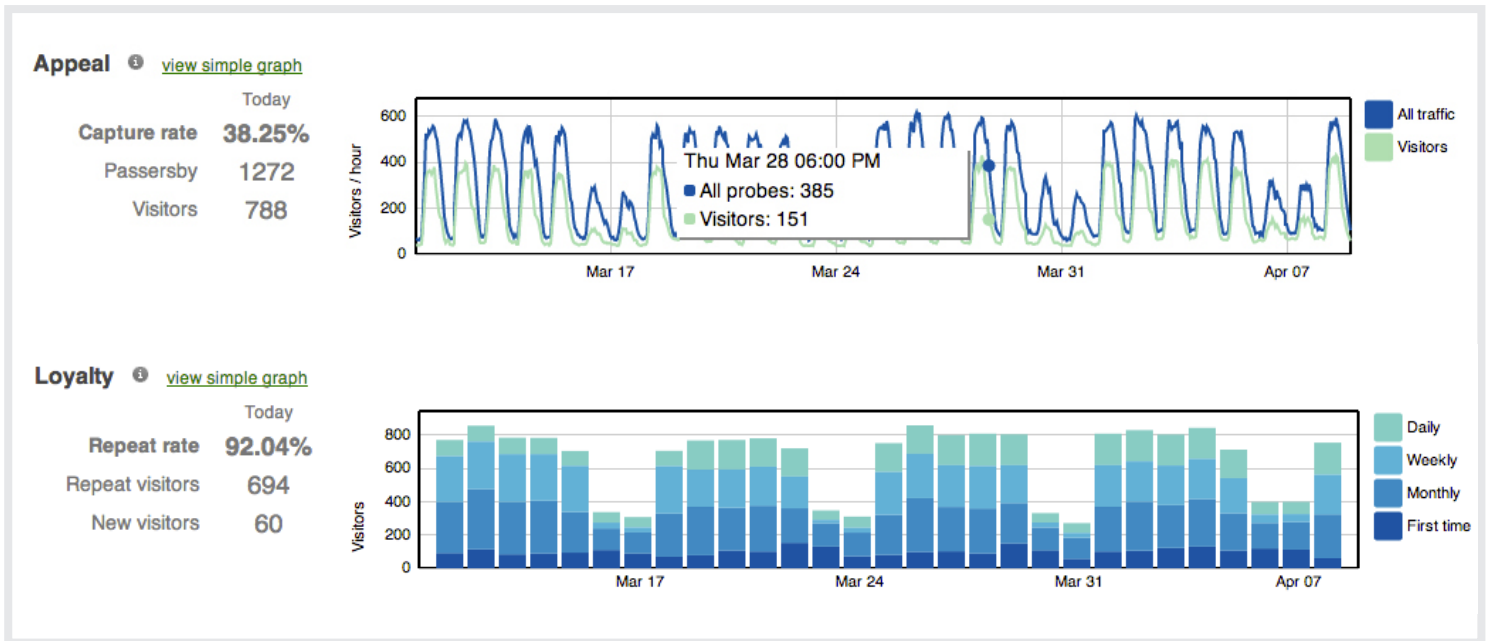 Appeal view simple graph
Today
Capture rate 38.25%
Passersby 1272
Visitors 788
Visitors / hour
600
400
200
0
Thu Mar 28 06:00 PM
All probes: 385
Visitors: 151
Mar 17 Mar 24 Mar 31 Apr 07
All traffic
Visitors
Loyalty view simple graph
Today
Repeat rate 92.04%
Repeat visitors 694
New visitors 60
Visitors
800
600
400
200
0
Mar 17 Mar 24 Mar 31 Apr 07
Daily
Weekly
Monthly
First time